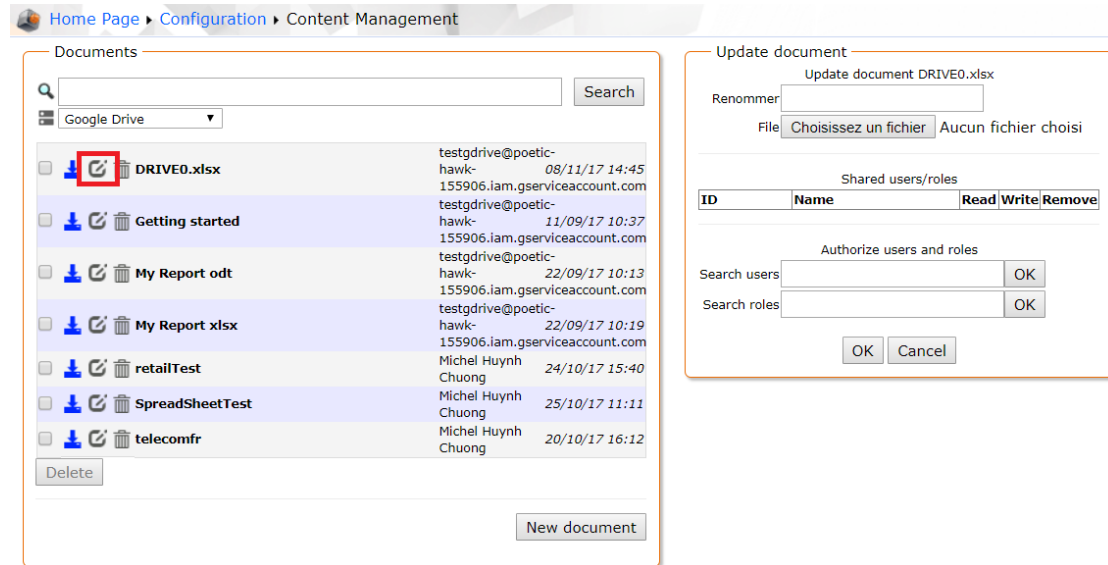 Home Page ▸ Configuration ▸ Content Management
Documents
Search
Google Drive
DRIVE0.xlsx
testgdrive@poetic-
hawk-
155906.iam.gserviceaccount.com
08/11/17 14:45
Getting started
testgdrive@poetic-
hawk-
155906.iam.gserviceaccount.com
11/09/17 10:37
My Report odt
testgdrive@poetic-
hawk-
155906.iam.gserviceaccount.com
22/09/17 10:13
My Report xlsx
testgdrive@poetic-
hawk-
155906.iam.gserviceaccount.com
22/09/17 10:19
retailTest
Michel Huynh
Chuong
24/10/17 15:40
SpreadSheetTest
Michel Huynh
Chuong
25/10/17 11:11
telecomfr
Michel Huynh
Chuong
20/10/17 16:12
Delete
New document
Update document
Update document DRIVE0.xlsx
Renommer
File Choisissez un fichier Aucun fichier choisi
Shared users/roles
ID Name Read Write Remove
Authorize users and roles
Search users OK
Search roles OK
OK Cancel